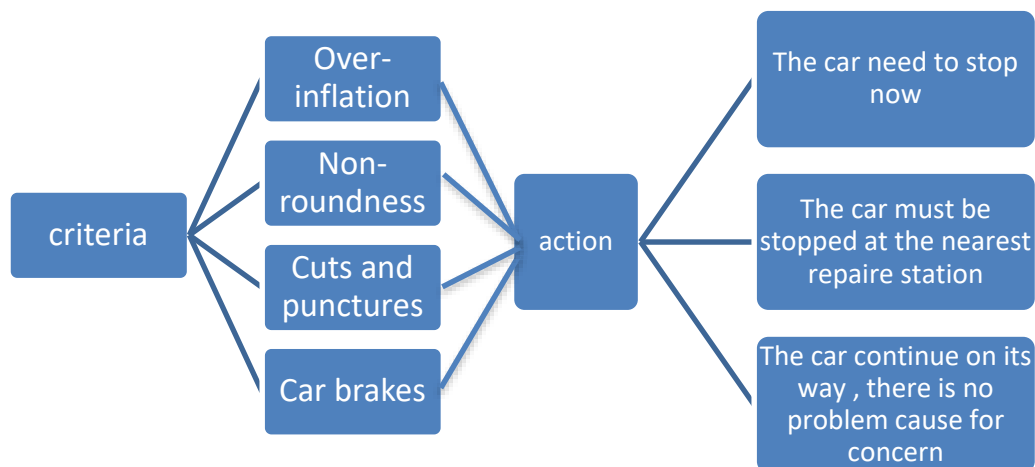 criteria
Over-
inflation
Non-
roundness
Cuts and
punctures
Car brakes
action
The car need to stop
now
The car must be
stopped at the nearest
repaire station
The car continue on its
way , there is no
problem cause for
concern